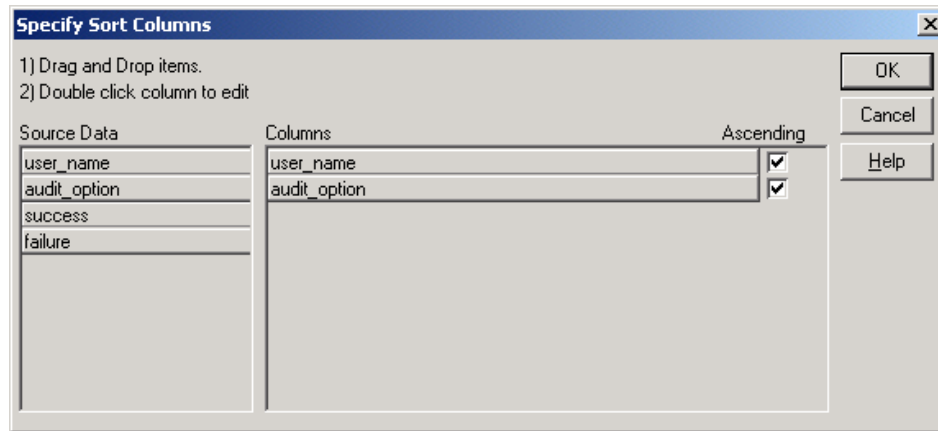 Specify Sort Columns
1) Drag and Drop items.
2) Double click column to edit
OK
Cancel
Help
Source Data
Columns
Ascending
user_name
user_name
audit_option
audit_option
success
failure